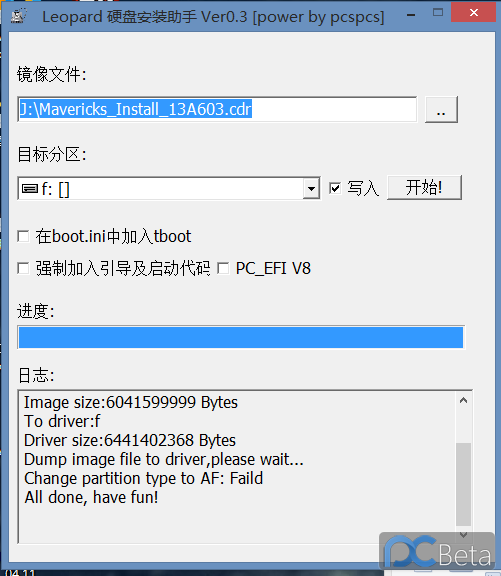 Leopard 硬盘安装助手 Ver0.3 [power by pcspcs]
镜像文件:
J:\Mavericks_Install_13A603.cdr
..
目标分区:
f: []
写入
开始!
在boot.ini中加入tboot
强制加入引导及启动代码
PC_EFI V8
进度:
日志:
Image size:6041599999 Bytes
To driver:f
Driver size:6441402368 Bytes
Dump image file to driver,please wait...
Change partition type to AF: Faild
All done, have fun!
pcBeta
04.11